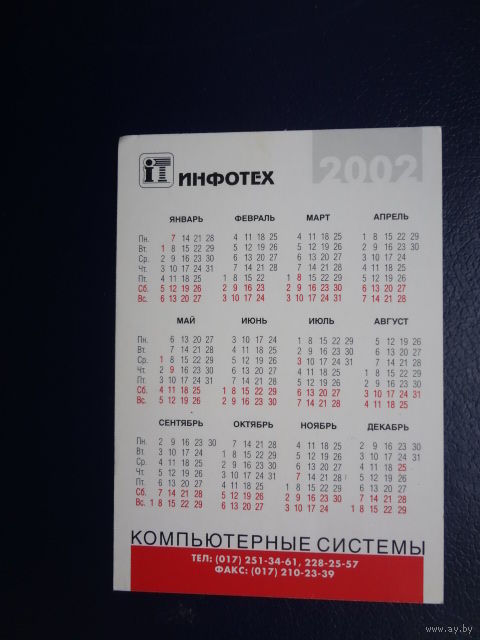 iT ИНФОТЕХ 2002
ЯНВАРЬ ФЕВРАЛЬ МАРТ АПРЕЛЬ
Пн. 7 14 21 28 4 11 18 25 4 11 18 25 1 8 15 22 29
Вт. 1 8 15 22 29 5 12 19 26 5 12 19 26 2 9 16 23 30
Ср. 2 9 16 23 30 6 13 20 27 6 13 20 27 3 10 17 24
Чт. 3 10 17 24 31 7 14 21 28 7 14 21 28 4 11 18 25
Пт. 4 11 18 25 1 8 15 22 1 8 15 22 29 5 12 19 26
Сб. 5 12 19 26 2 9 16 23 2 9 16 23 30 6 13 20 27
Вс. 6 13 20 27 3 10 17 24 3 10 17 24 31 7 14 21 28
МАЙ ИЮНЬ ИЮЛЬ АВГУСТ
Пн. 6 13 20 27 3 10 17 24 1 8 15 22 29 5 12 19 26
Вт. 7 14 21 28 4 11 18 25 2 9 16 23 30 6 13 20 27
Ср. 1 8 15 22 29 5 12 19 26 3 10 17 24 31 7 14 21 28
Чт. 2 9 16 23 30 6 13 20 27 4 11 18 25 1 8 15 22 29
Пт. 3 10 17 24 31 7 14 21 28 5 12 19 26 2 9 16 23 30
Сб. 4 11 18 25 1 8 15 22 29 6 13 20 27 3 10 17 24 31
Вс. 5 12 19 26 2 9 16 23 30 7 14 21 28 4 11 18 25
СЕНТЯБРЬ ОКТЯБРЬ НОЯБРЬ ДЕКАБРЬ
Пн. 2 9 16 23 30 7 14 21 28 4 11 18 25 2 9 16 23 30
Вт. 3 10 17 24 1 8 15 22 29 5 12 19 26 3 10 17 24 31
Ср. 4 11 18 25 2 9 16 23 30 6 13 20 27 4 11 18 25
Чт. 5 12 19 26 3 10 17 24 31 7 14 21 28 5 12 19 26
Пт. 6 13 20 27 4 11 18 25 1 8 15 22 29 6 13 20 27
Сб. 7 14 21 28 5 12 19 26 2 9 16 23 30 7 14 21 28
Вс. 1 8 15 22 29 6 13 20 27 3 10 17 24 1 8 15 22 29
КОМПЬЮТЕРНЫЕ СИСТЕМЫ
ТЕЛ: (017) 251-34-61, 228-25-57
ФАКС: (017) 210-23-39
www.ay.by